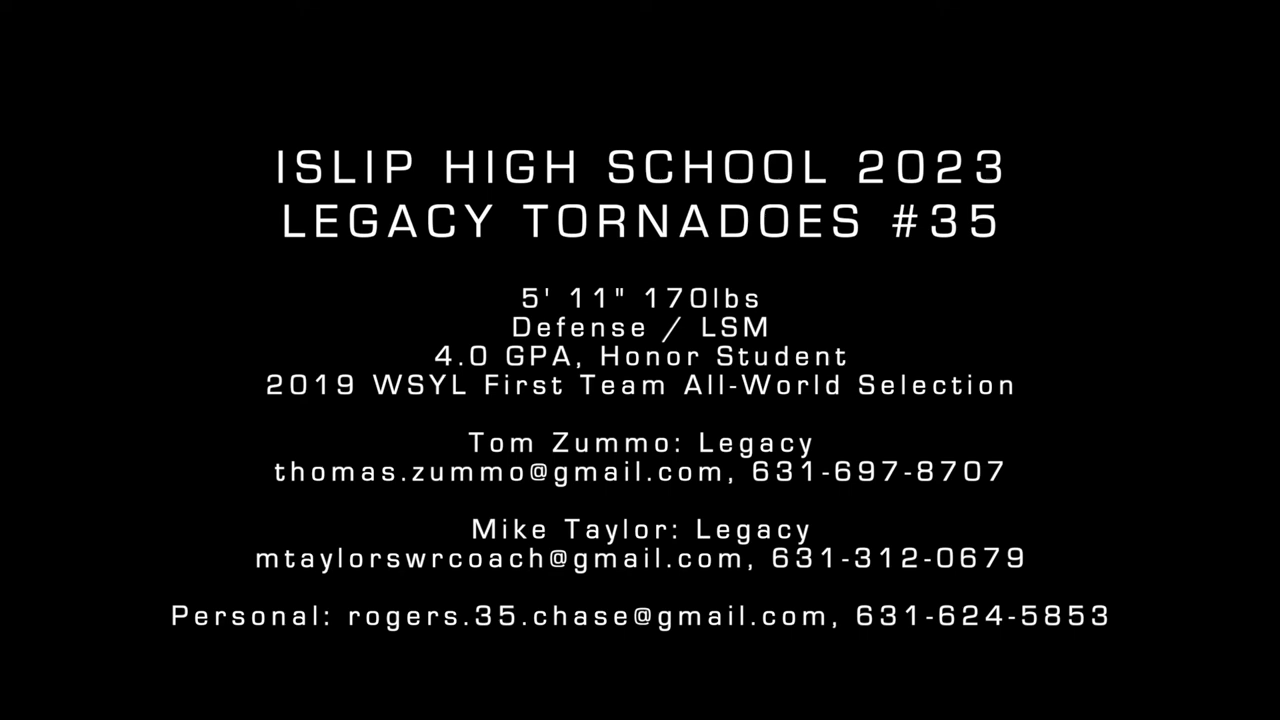 ISLIP HIGH SCHOOL 2023
LEGACY TORNADOES #35
5' 11" 170lbs
Defense / LSM
4.0 GPA, Honor Student
2019 WSYL First Team All-World Selection
Tom Zummo: Legacy
thomas.zummo@gmail.com, 631-697-8707
Mike Taylor: Legacy
mtaylorswrcoach@gmail.com, 631-312-0679
Personal: rogers.35.chase@gmail.com, 631-624-5853